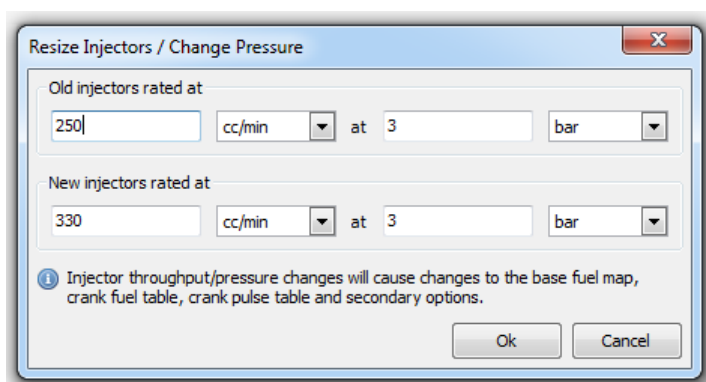 Resize Injectors / Change Pressure
Old injectors rated at
250 cc/min at 3 bar
New injectors rated at
330 cc/min at 3 bar
Injector throughput/pressure changes will cause changes to the base fuel map,
crank fuel table, crank pulse table and secondary options.
Ok Cancel